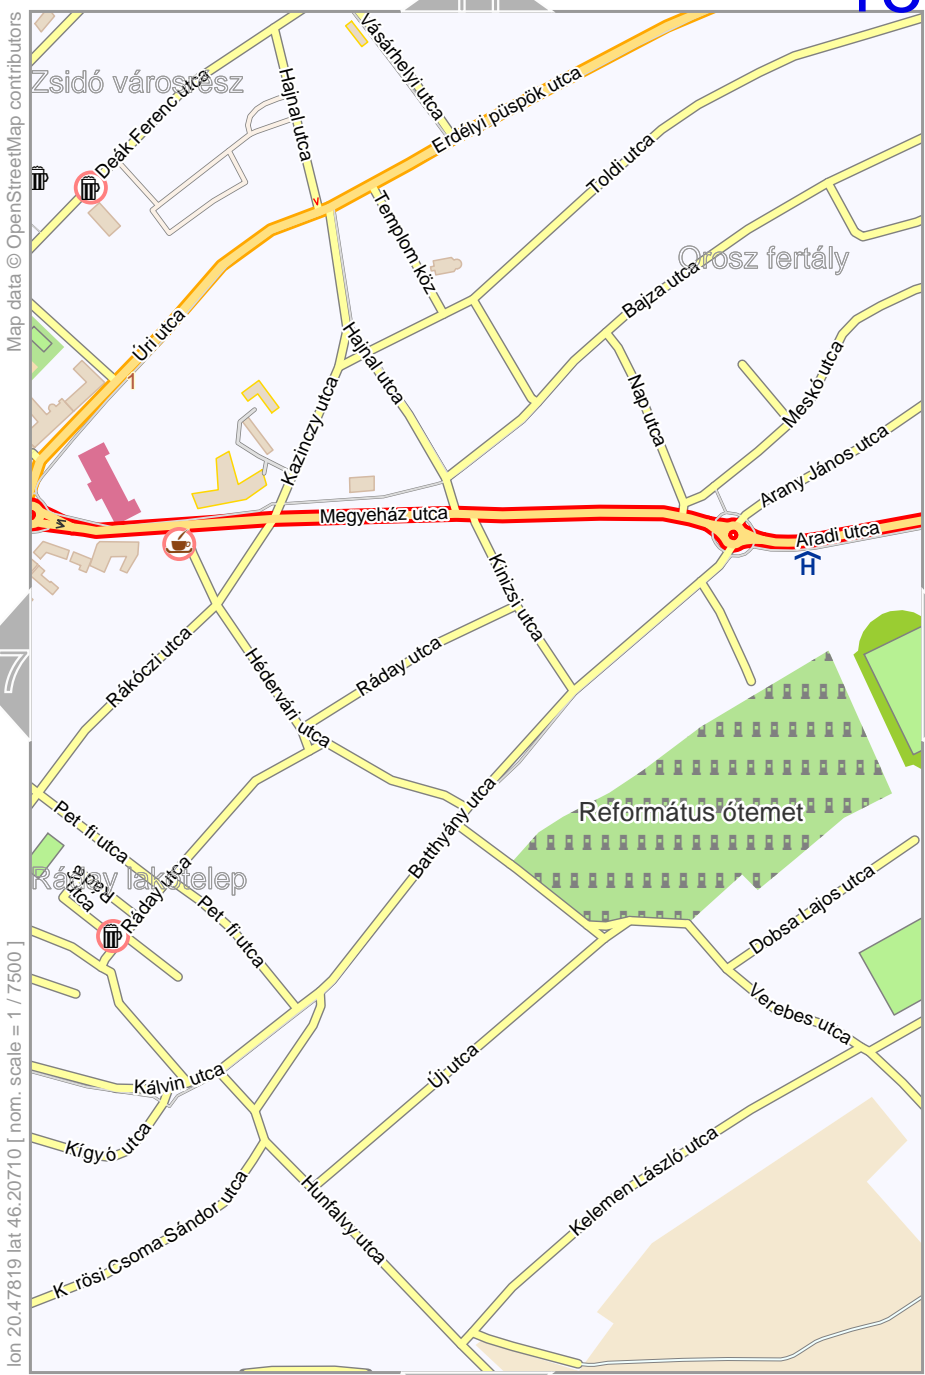 Map data © OpenStreetMap contributors
lon 20.47819 lat 46.20710 [ nom. scale = 1 / 7500 ]
7
Zsidó városrész
Deák Ferenc utca
Hajnal utca
Vásárhelyi utca
Erdélyi püspök utca
Toldi utca
v
Templom köz
Orosz fertály
Bajza utca
Úri utca
1
Hajnal utca
Kazinczy utca
Nap utca
Meskó utca
Arany János utca
Megyeház utca
Aradi utca
H
Kinizsi utca
Rákóczi utca
Hédervári utca
Ráday utca
Batthyány utca
Református ótemet
Pet fi utca
Ráday lakótelep
Ráday utca
Pet fi utca
Dobsa Lajos utca
Verebes utca
Új utca
Kálvin utca
Kígyó utca
Kelemen László utca
Hunfalvy utca
K rösi Csoma Sándor utca